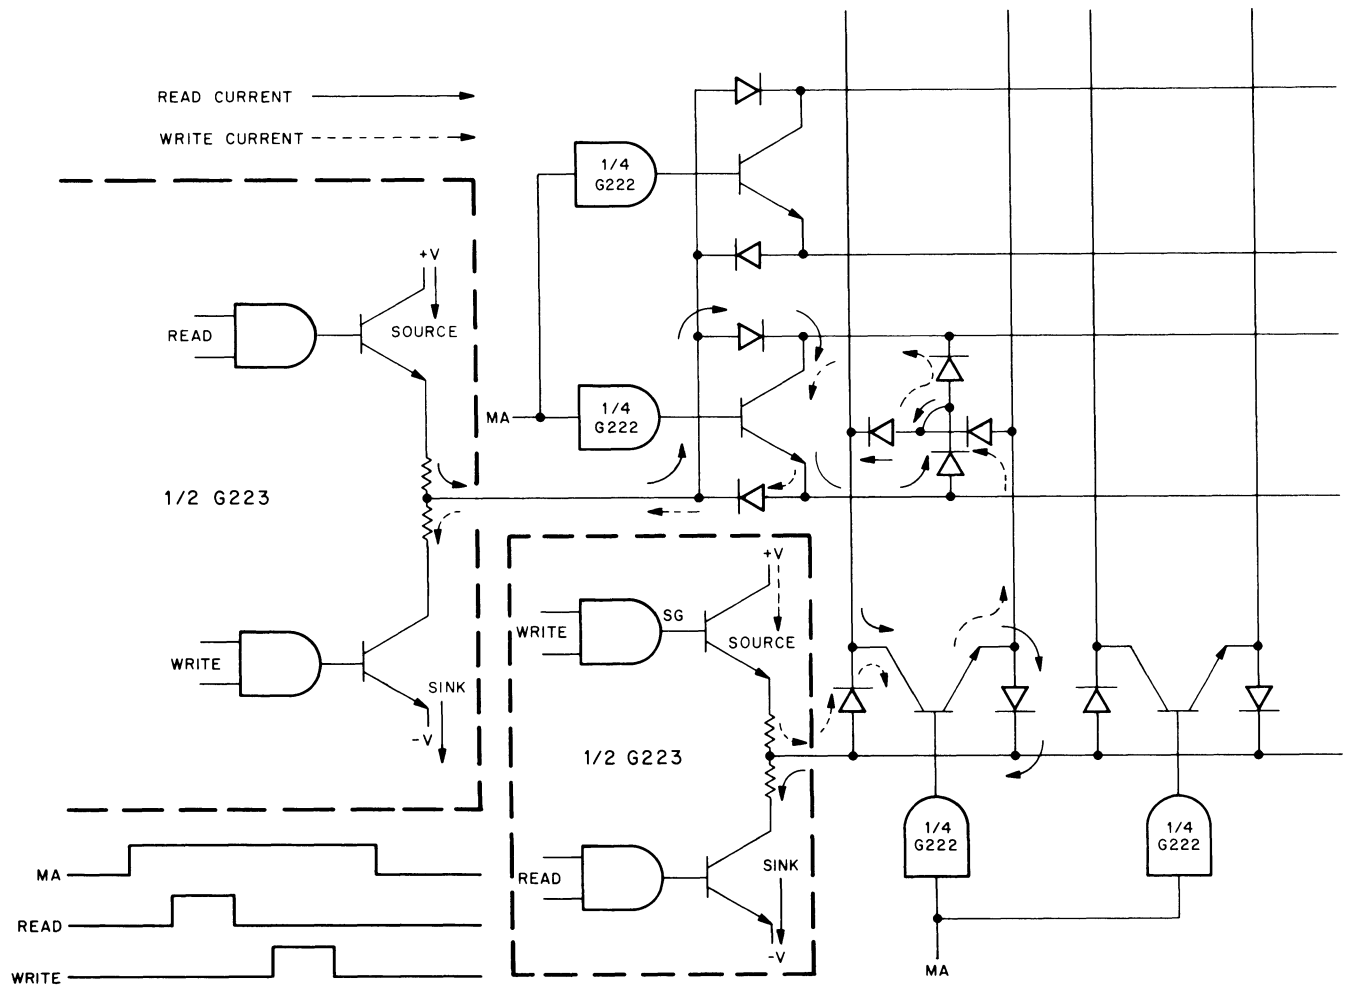 READ CURRENT
WRITE CURRENT
1/4
G222
+V
READ
SOURCE
MA
1/4
G222
1/2 G223
WRITE
SINK
-V
+V
WRITE
SG
SOURCE
1/2 G223
READ
SINK
-V
1/4
G222
1/4
G222
MA
MA
READ
WRITE